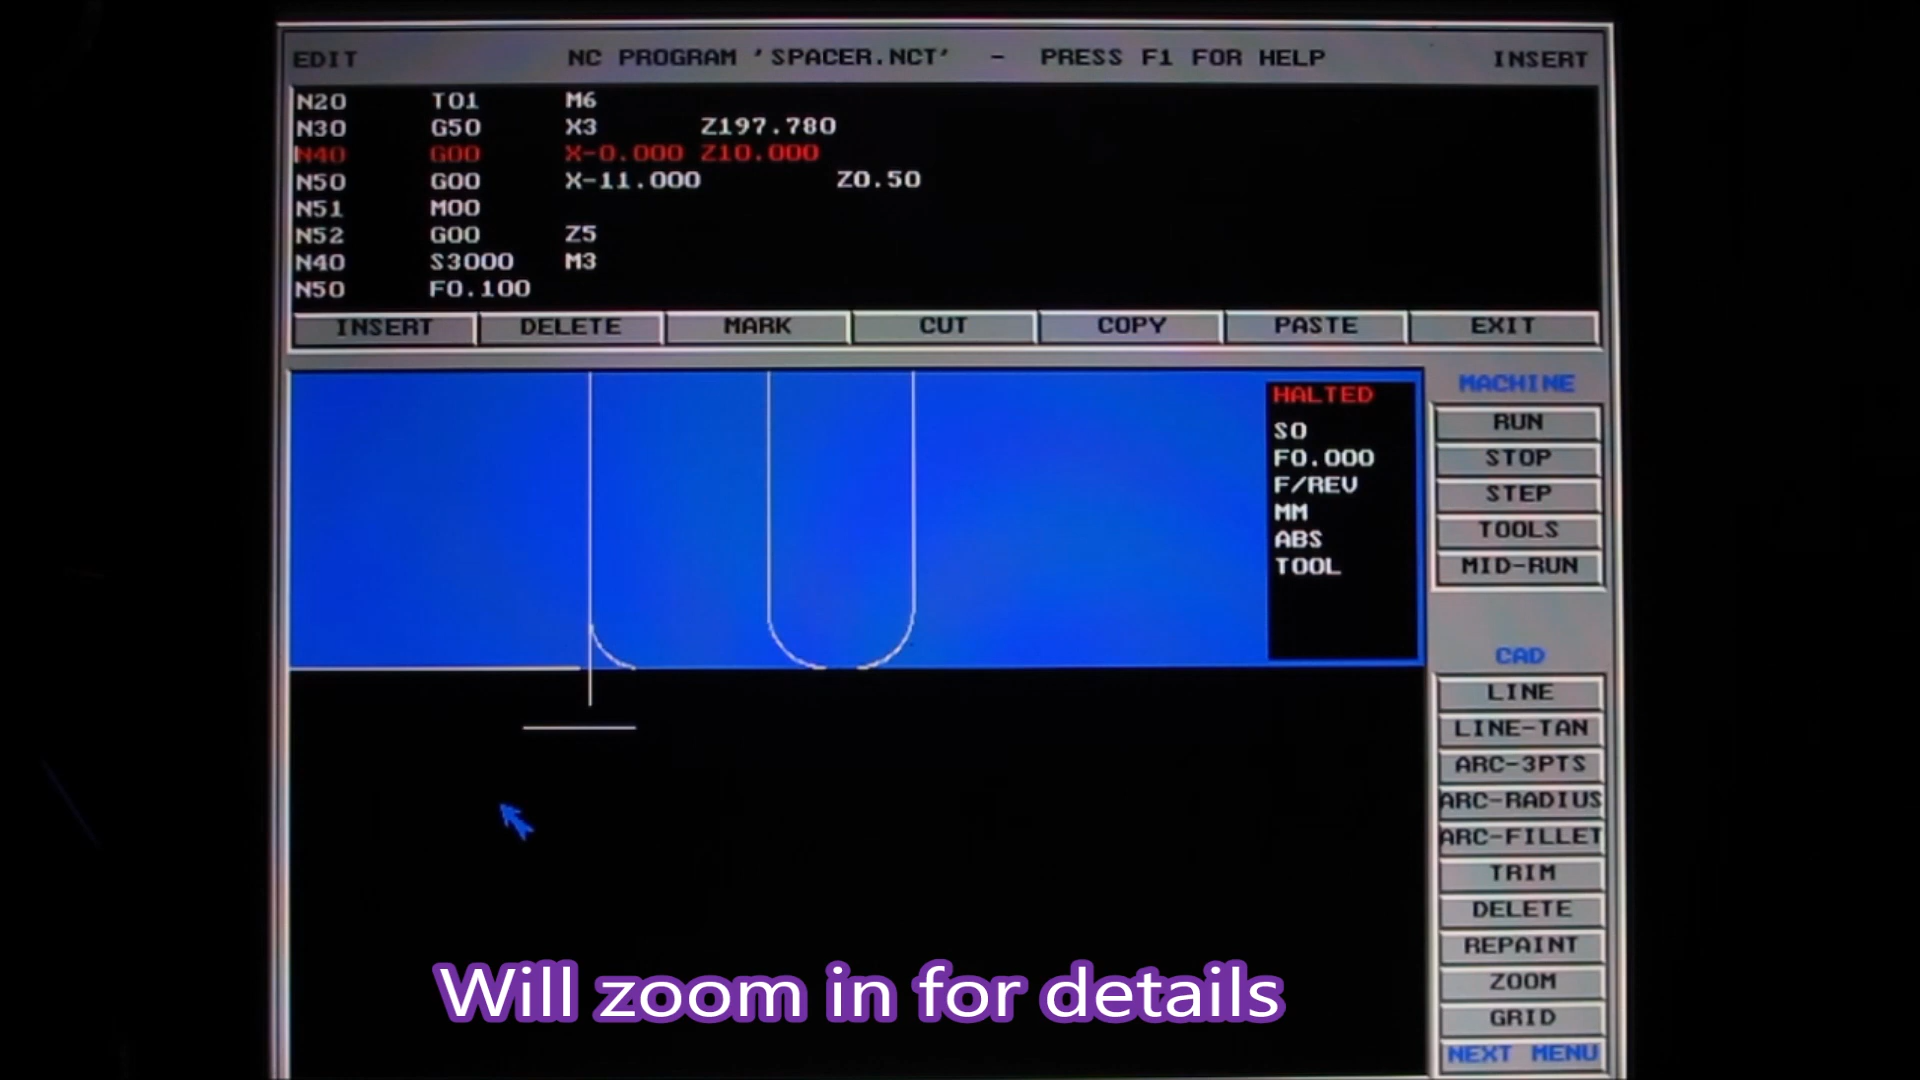 EDIT NC PROGRAM 'SPACER.NCT' - PRESS F1 FOR HELP INSERT
N20 T01 M6
N30 G50 X3 Z197.780
N40 G00 X-0.000 Z10.000
N50 G00 X-11.000 Z0.50
N51 M00
N52 G00 Z5
N40 S3000 M3
N50 F0.100
INSERT DELETE MARK CUT COPY PASTE EXIT
HALTED
S0
F0.000
F/REV
MM
ABS
TOOL
MACHINE
RUN
STOP
STEP
TOOLS
MID-RUN
CAD
LINE
LINE-TAN
ARC-3PTS
ARC-RADIUS
ARC-FILLET
TRIM
DELETE
REPAINT
ZOOM
GRID
NEXT MENU
Will zoom in for details